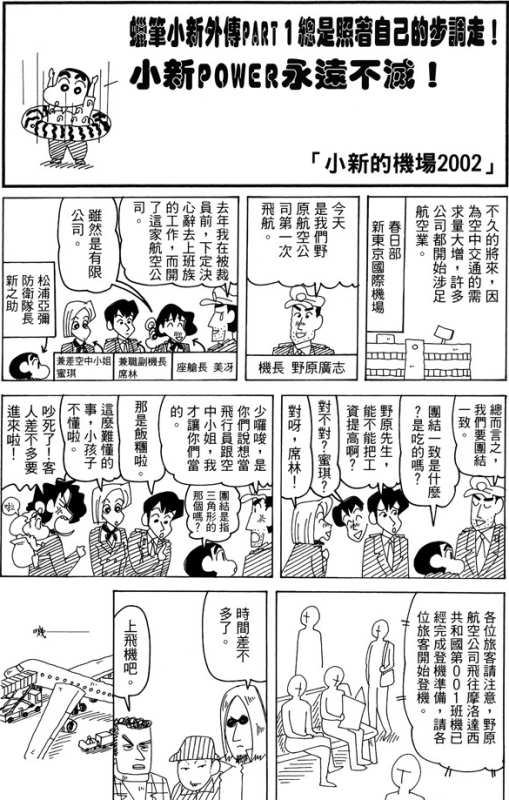 蠟筆小新外傳PART 1 總是照著自己的步調走！
小新POWER永遠不滅！
「小新的機場2002」
不久的將來，因
為空中交通的需
求量大增，許多
公司都開始涉足
航空業。
春日部
新東京國際機場
今天
是我們野
原航空公
司第一次
飛航。
機長 野原廣志
去年我在被裁
員前，下定決
心辭去上班族
的工作，而開
了這家航空公
司。
雖然是有限
公司。
座艙長 美冴
兼職副機長
席林
兼差空中小姐
蜜琪
松浦亞彌
防衛隊長
新之助
總而言之，
我們要團結
一致。
團結一致是什麼
？是吃的嗎？
野原先生，
能不能把工
資提高啊？
對不對？蜜琪？
對呀，席林！
少囉唆，是
你們說想當
飛行員跟空
中小姐，我
才讓你們當
的。
團結是指
三角形的
那個嗎？
那是飯糰啦。
這麼難懂的
事，小孩子
不懂啦。
吵死了！客
人差不多要
進來啦！
啦
各位旅客請注意，野原
航空公司飛往摩洛達西
共和國第001班機已
經完成登機準備，請各
位旅客開始登機。
時間差不
多了。
上飛機吧。
嘰